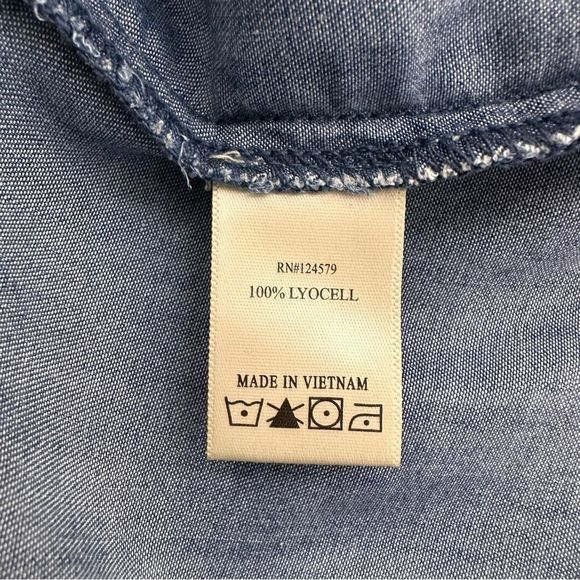 RN#124579
100% LYOCELL
MADE IN VIETNAM